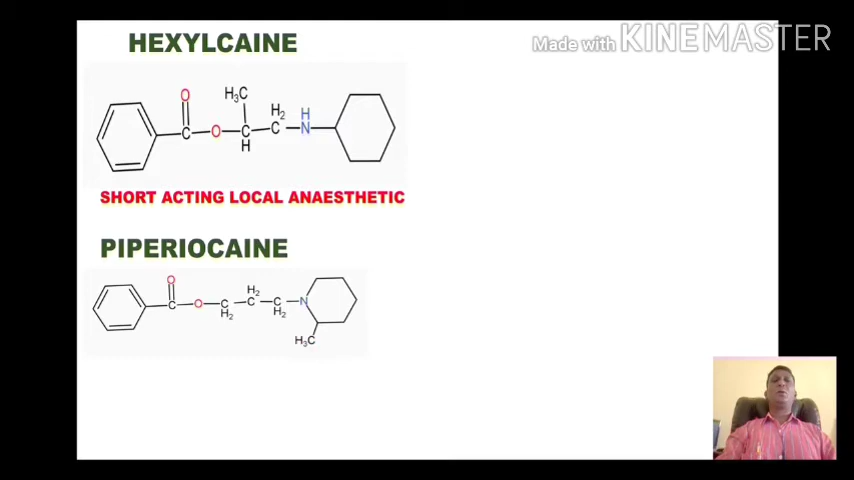 HEXYLCAINE
Made with KINEMASTER
O
H3C
H2
H
C
O
C
C
N
H
SHORT ACTING LOCAL ANAESTHETIC
PIPERIOCAINE
O
H2
C
O
C
C
C
N
H2
H2
H3C